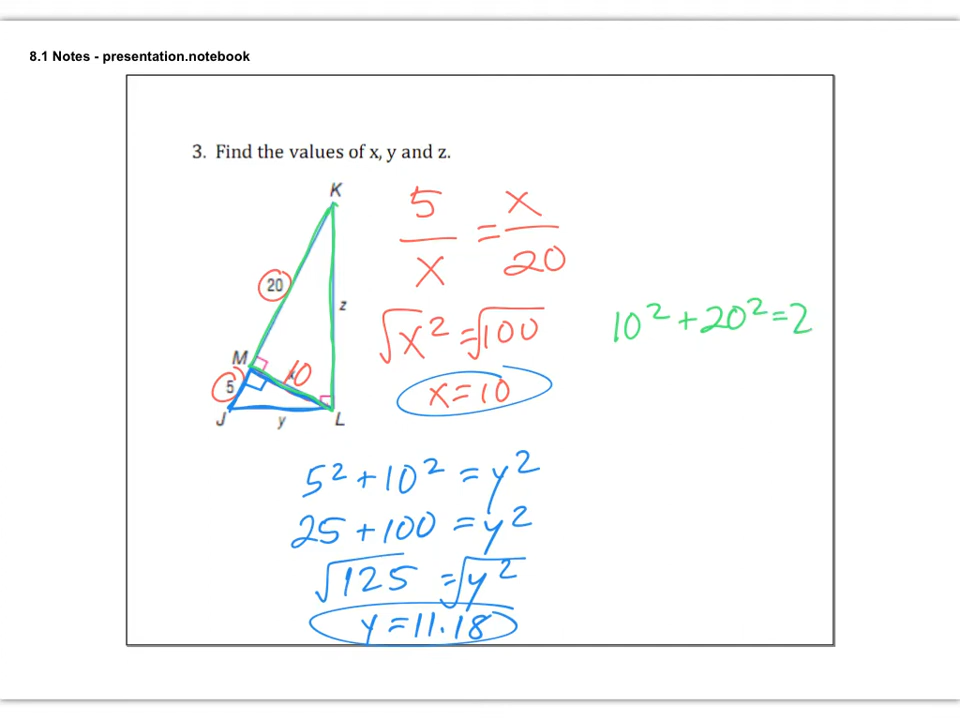 8.1 Notes - presentation.notebook
3. Find the values of x, y and z.
K
20
z
M
5
10
J
y
L
5/x = x/20
√x² = √100
x = 10
10² + 20² = 2
5² + 10² = y²
25 + 100 = y²
√125 = √y²
y = 11.18